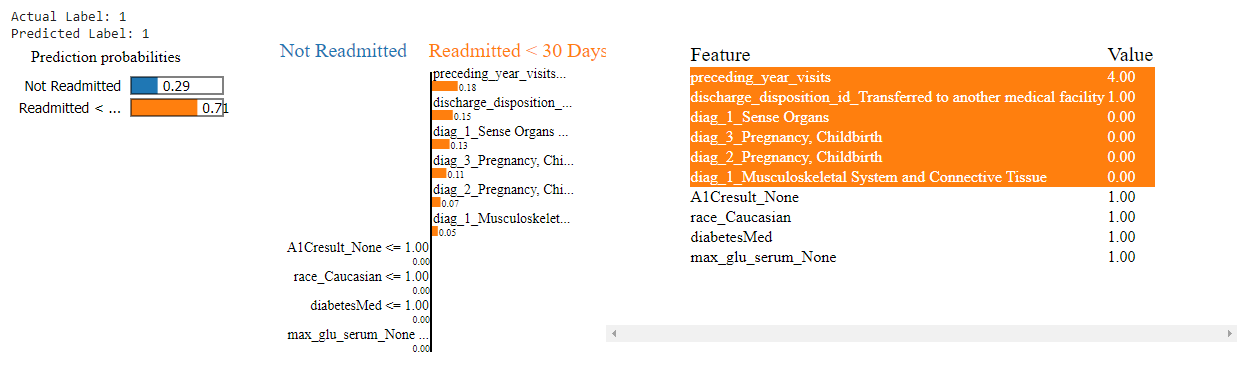 Actual Label: 1
Predicted Label: 1
Prediction probabilities
Not Readmitted 0.29
Readmitted < ... 0.71
Not Readmitted Readmitted < 30 Days
preceding_year_visits...
0.18
discharge_disposition_...
0.15
diag_1_Sense Organs ...
0.13
diag_3_Pregnancy, Chi...
0.11
diag_2_Pregnancy, Chi...
0.07
diag_1_Musculoskelet...
0.05
A1Cresult_None <= 1.00
0.00
race_Caucasian <= 1.00
0.00
diabetesMed <= 1.00
0.00
max_glu_serum_None ...
0.00
Feature Value
preceding_year_visits 4.00
discharge_disposition_id_Transferred to another medical facility 1.00
diag_1_Sense Organs 0.00
diag_3_Pregnancy, Childbirth 0.00
diag_2_Pregnancy, Childbirth 0.00
diag_1_Musculoskeletal System and Connective Tissue 0.00
A1Cresult_None 1.00
race_Caucasian 1.00
diabetesMed 1.00
max_glu_serum_None 1.00